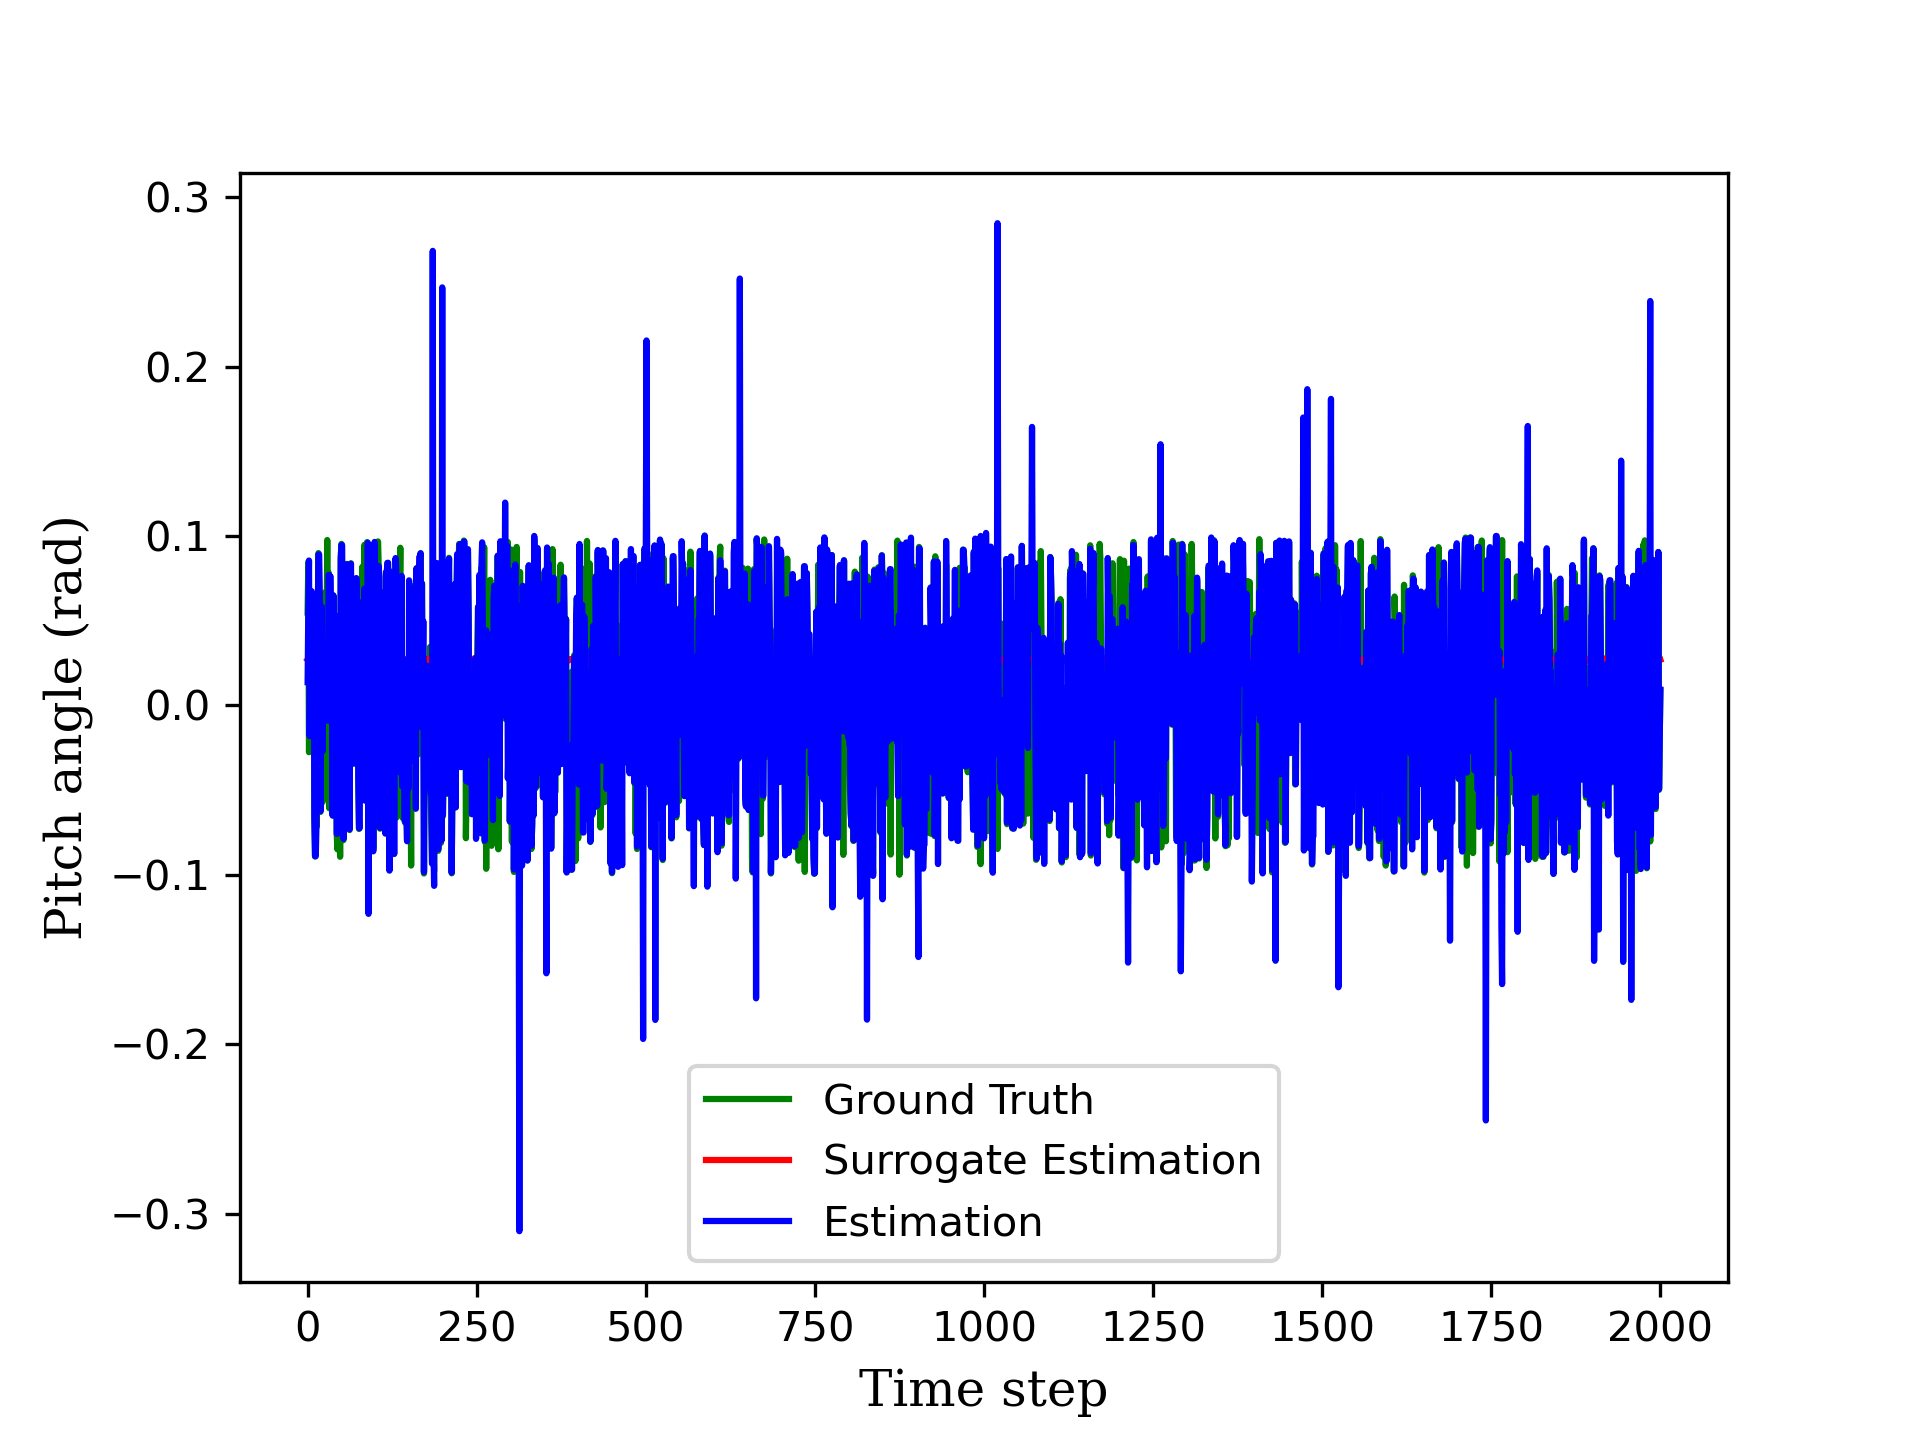 0.3
0.2
0.1
0.0
−0.1
−0.2
−0.3
Pitch angle (rad)
Ground Truth
Surrogate Estimation
Estimation
0 250 500 750 1000 1250 1500 1750 2000
Time step